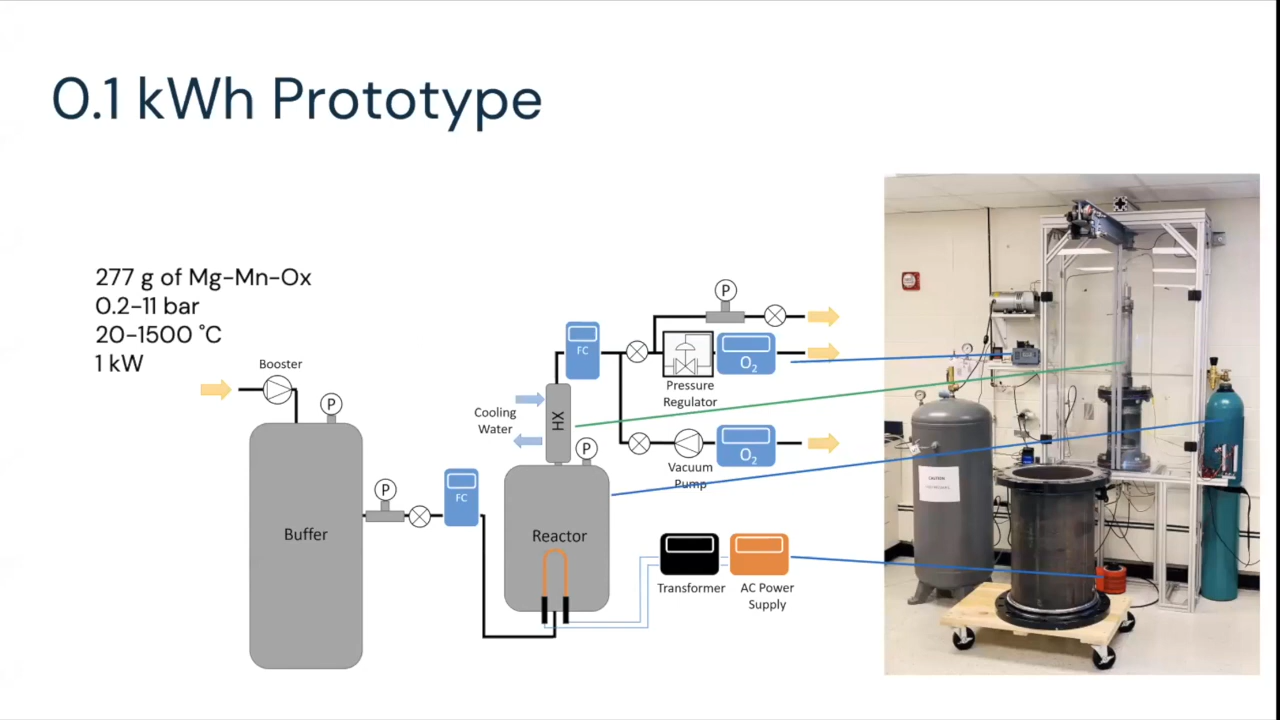 0.1 kWh Prototype
277 g of Mg-Mn-Ox
0.2-11 bar
20-1500 °C
1 kW
Booster
P
Buffer
P
FC
Cooling
Water
HX
P
Reactor
FC
P
Pressure
Regulator
O₂
Vacuum
Pump
O₂
Transformer
AC Power
Supply
CAUTION